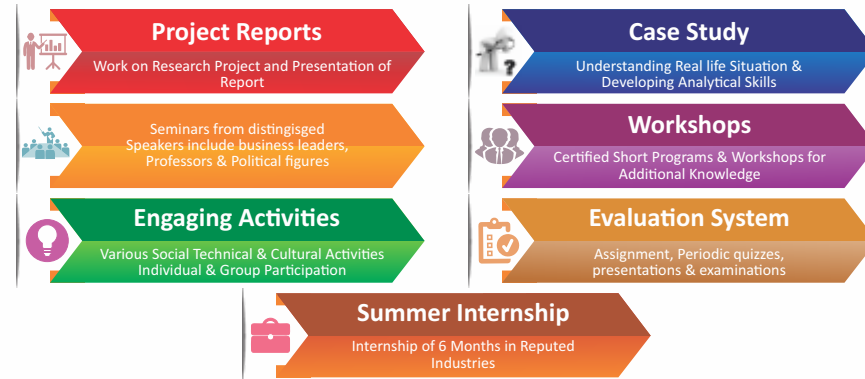 Project Reports
Work on Research Project and Presentation of
Report
Case Study
Understanding Real life Situation &
Developing Analytical Skills
Seminars from distingisged
Speakers include business leaders,
Professors & Political figures
Workshops
Certified Short Programs & Workshops for
Additional Knowledge
Engaging Activities
Various Social Technical & Cultural Activities
Individual & Group Participation
Evaluation System
Assignment, Periodic quizzes,
presentations & examinations
Summer Internship
Internship of 6 Months in Reputed
Industries